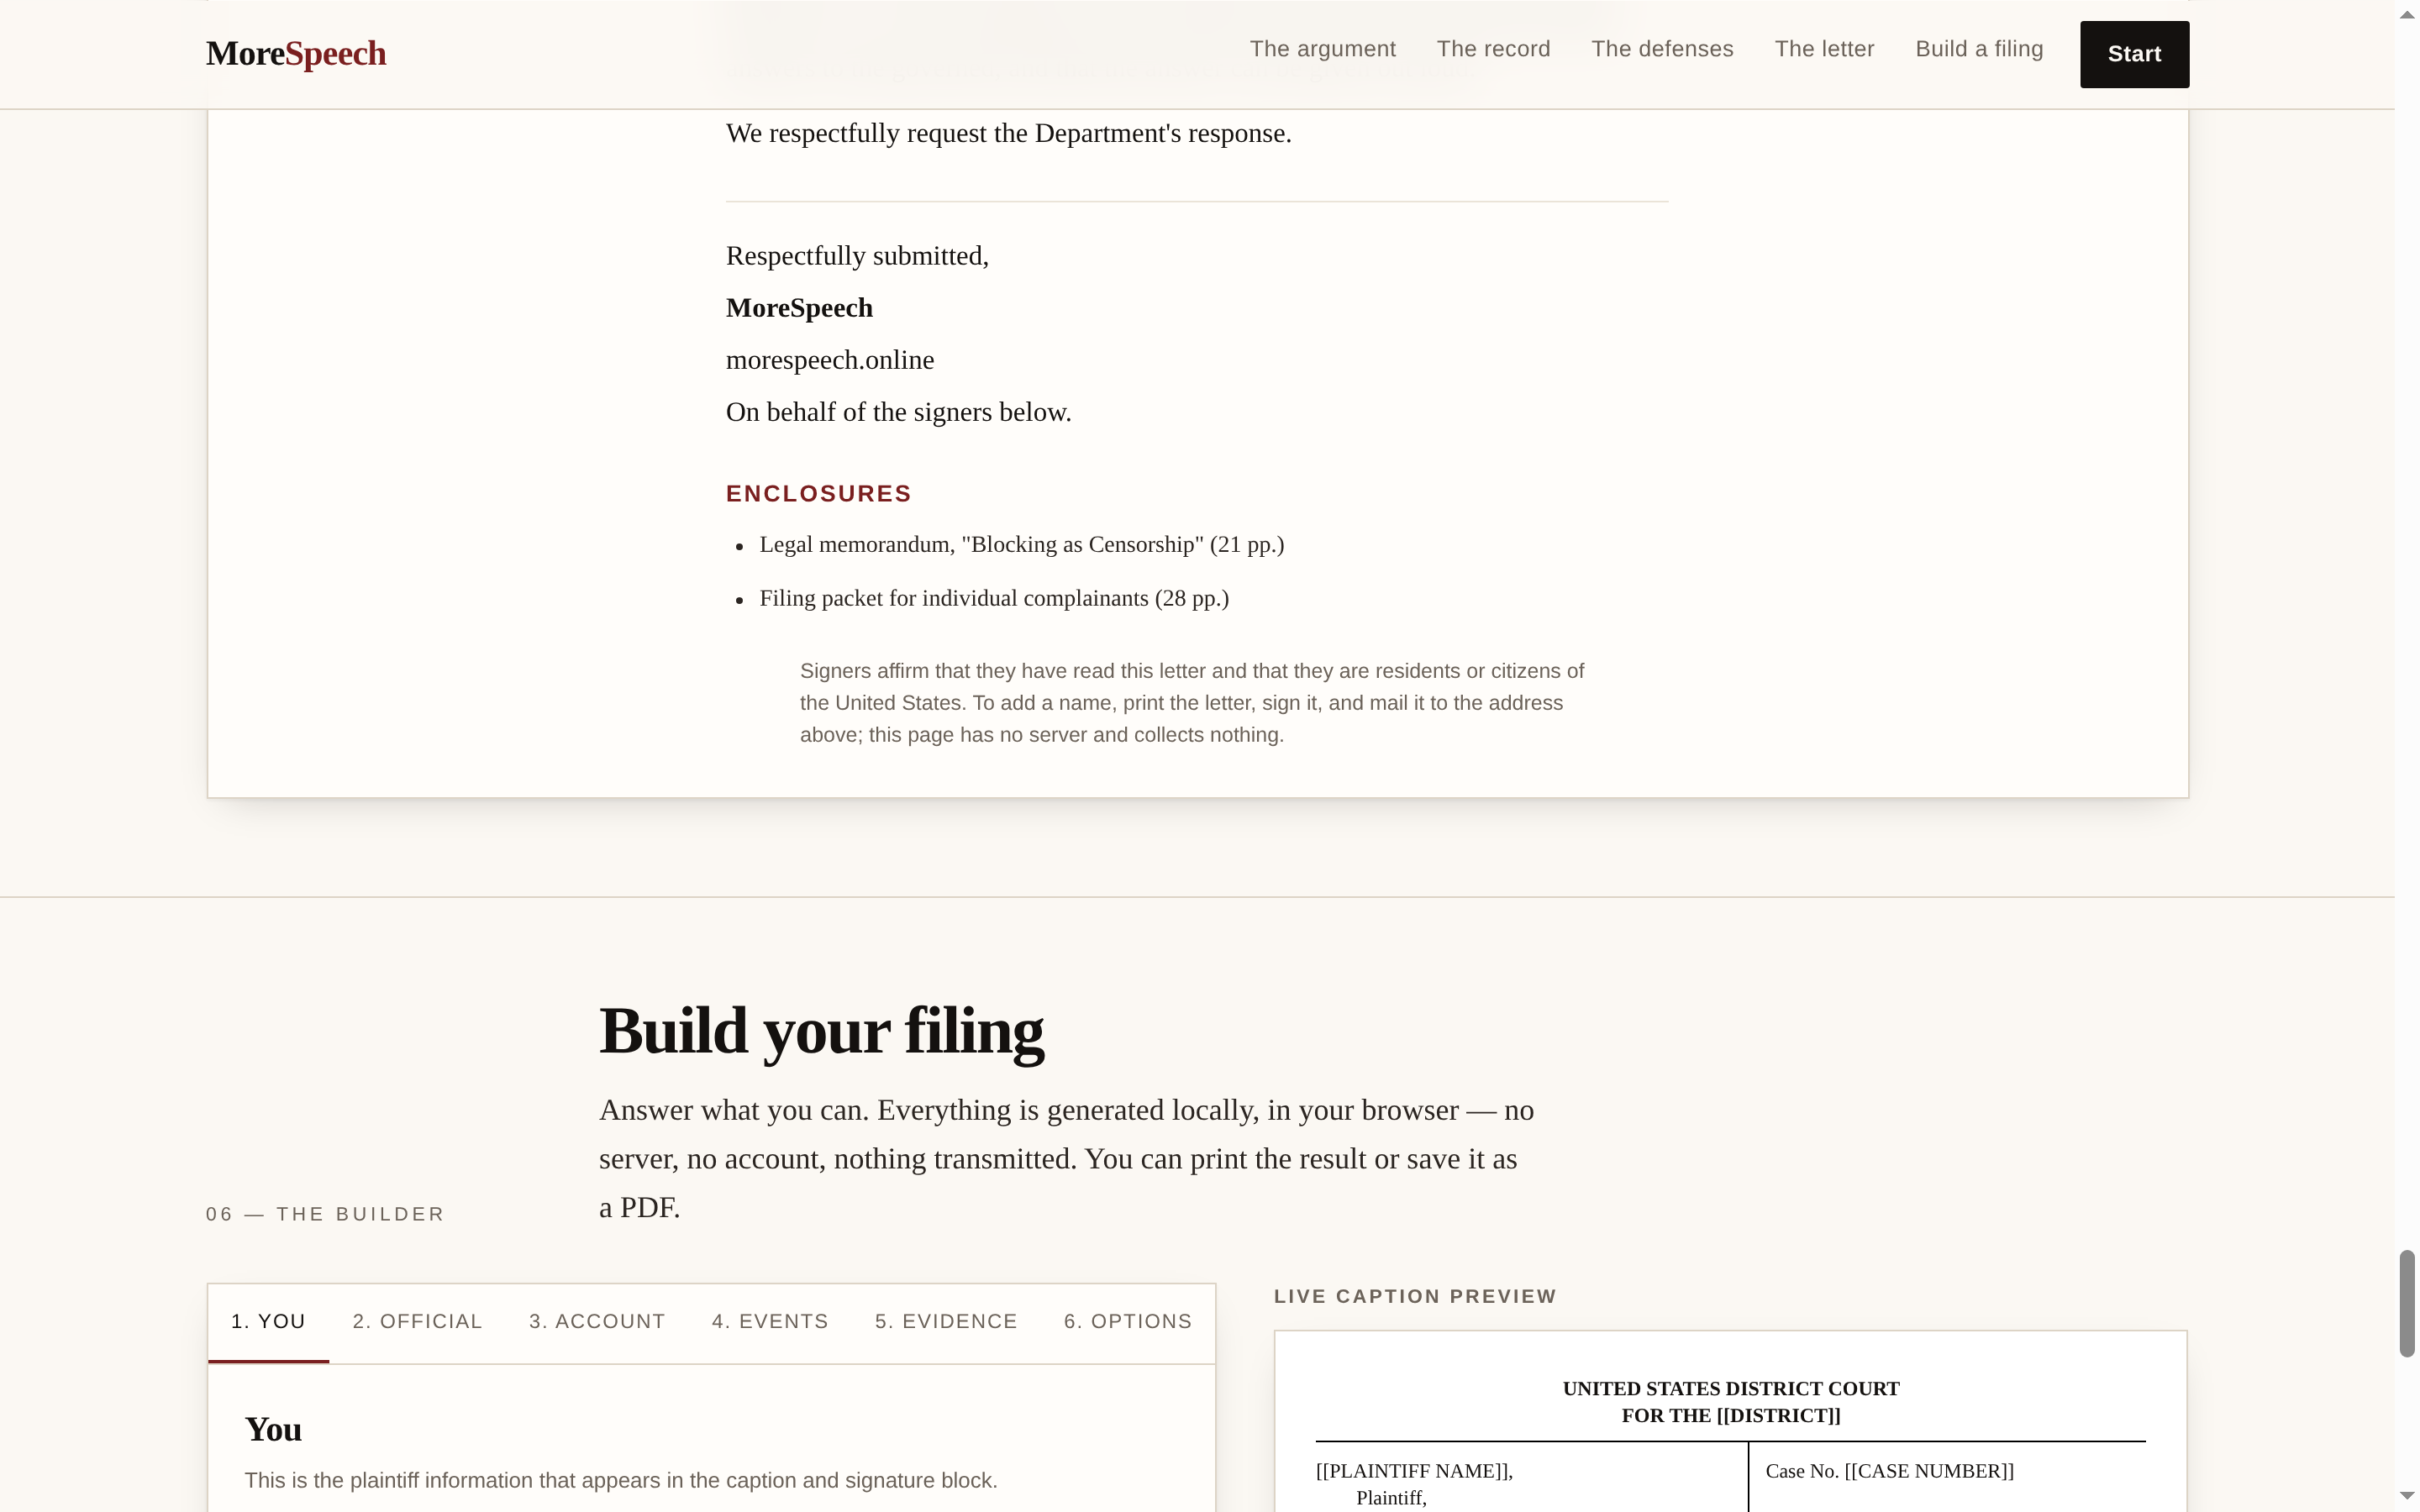 MoreSpeech
The argument
The record
The defenses
The letter
Build a filing
Start
We respectfully request the Department's response.
Respectfully submitted,
MoreSpeech
morespeech.online
On behalf of the signers below.
ENCLOSURES
• Legal memorandum, "Blocking as Censorship" (21 pp.)
• Filing packet for individual complainants (28 pp.)
Signers affirm that they have read this letter and that they are residents or citizens of
the United States. To add a name, print the letter, sign it, and mail it to the address
above; this page has no server and collects nothing.
06 — THE BUILDER
Build your filing
Answer what you can. Everything is generated locally, in your browser — no
server, no account, nothing transmitted. You can print the result or save it as
a PDF.
1. YOU
2. OFFICIAL
3. ACCOUNT
4. EVENTS
5. EVIDENCE
6. OPTIONS
You
This is the plaintiff information that appears in the caption and signature block.
LIVE CAPTION PREVIEW
UNITED STATES DISTRICT COURT
FOR THE [[DISTRICT]]
[[PLAINTIFF NAME]],
Plaintiff,
Case No. [[CASE NUMBER]]